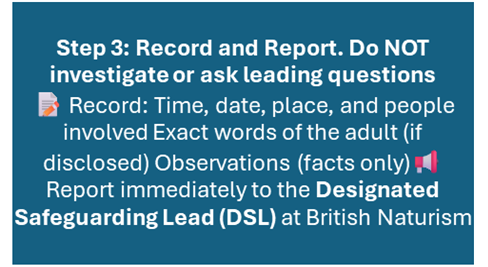 Step 3: Record and Report. Do NOT
investigate or ask leading questions
📝 Record: Time, date, place, and people
involved Exact words of the adult (if
disclosed) Observations (facts only) 📢
Report immediately to the Designated
Safeguarding Lead (DSL) at British Naturism